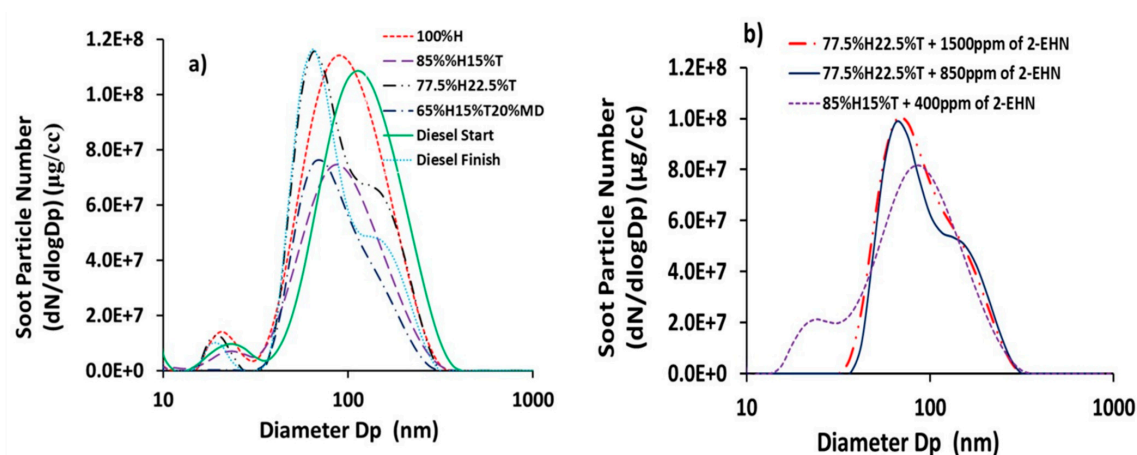 a)
Soot Particle Number
(dN/dlogDp) (μg/cc)
1.2E+8
1.0E+8
8.0E+7
6.0E+7
4.0E+7
2.0E+7
0.0E+0
10
100
1000
Diameter Dp (nm)
100%H
85%%H15%T
77.5%H22.5%T
65%H15%T20%MD
Diesel Start
Diesel Finish
b)
77.5%H22.5%T + 1500ppm of 2-EHN
77.5%H22.5%T + 850ppm of 2-EHN
85%H15%T + 400ppm of 2-EHN
Soot Particle Number
(dN/dlogDp) (μg/cc)
1.2E+8
1.0E+8
8.0E+7
6.0E+7
4.0E+7
2.0E+7
0.0E+0
10
100
1000
Diameter Dp (nm)